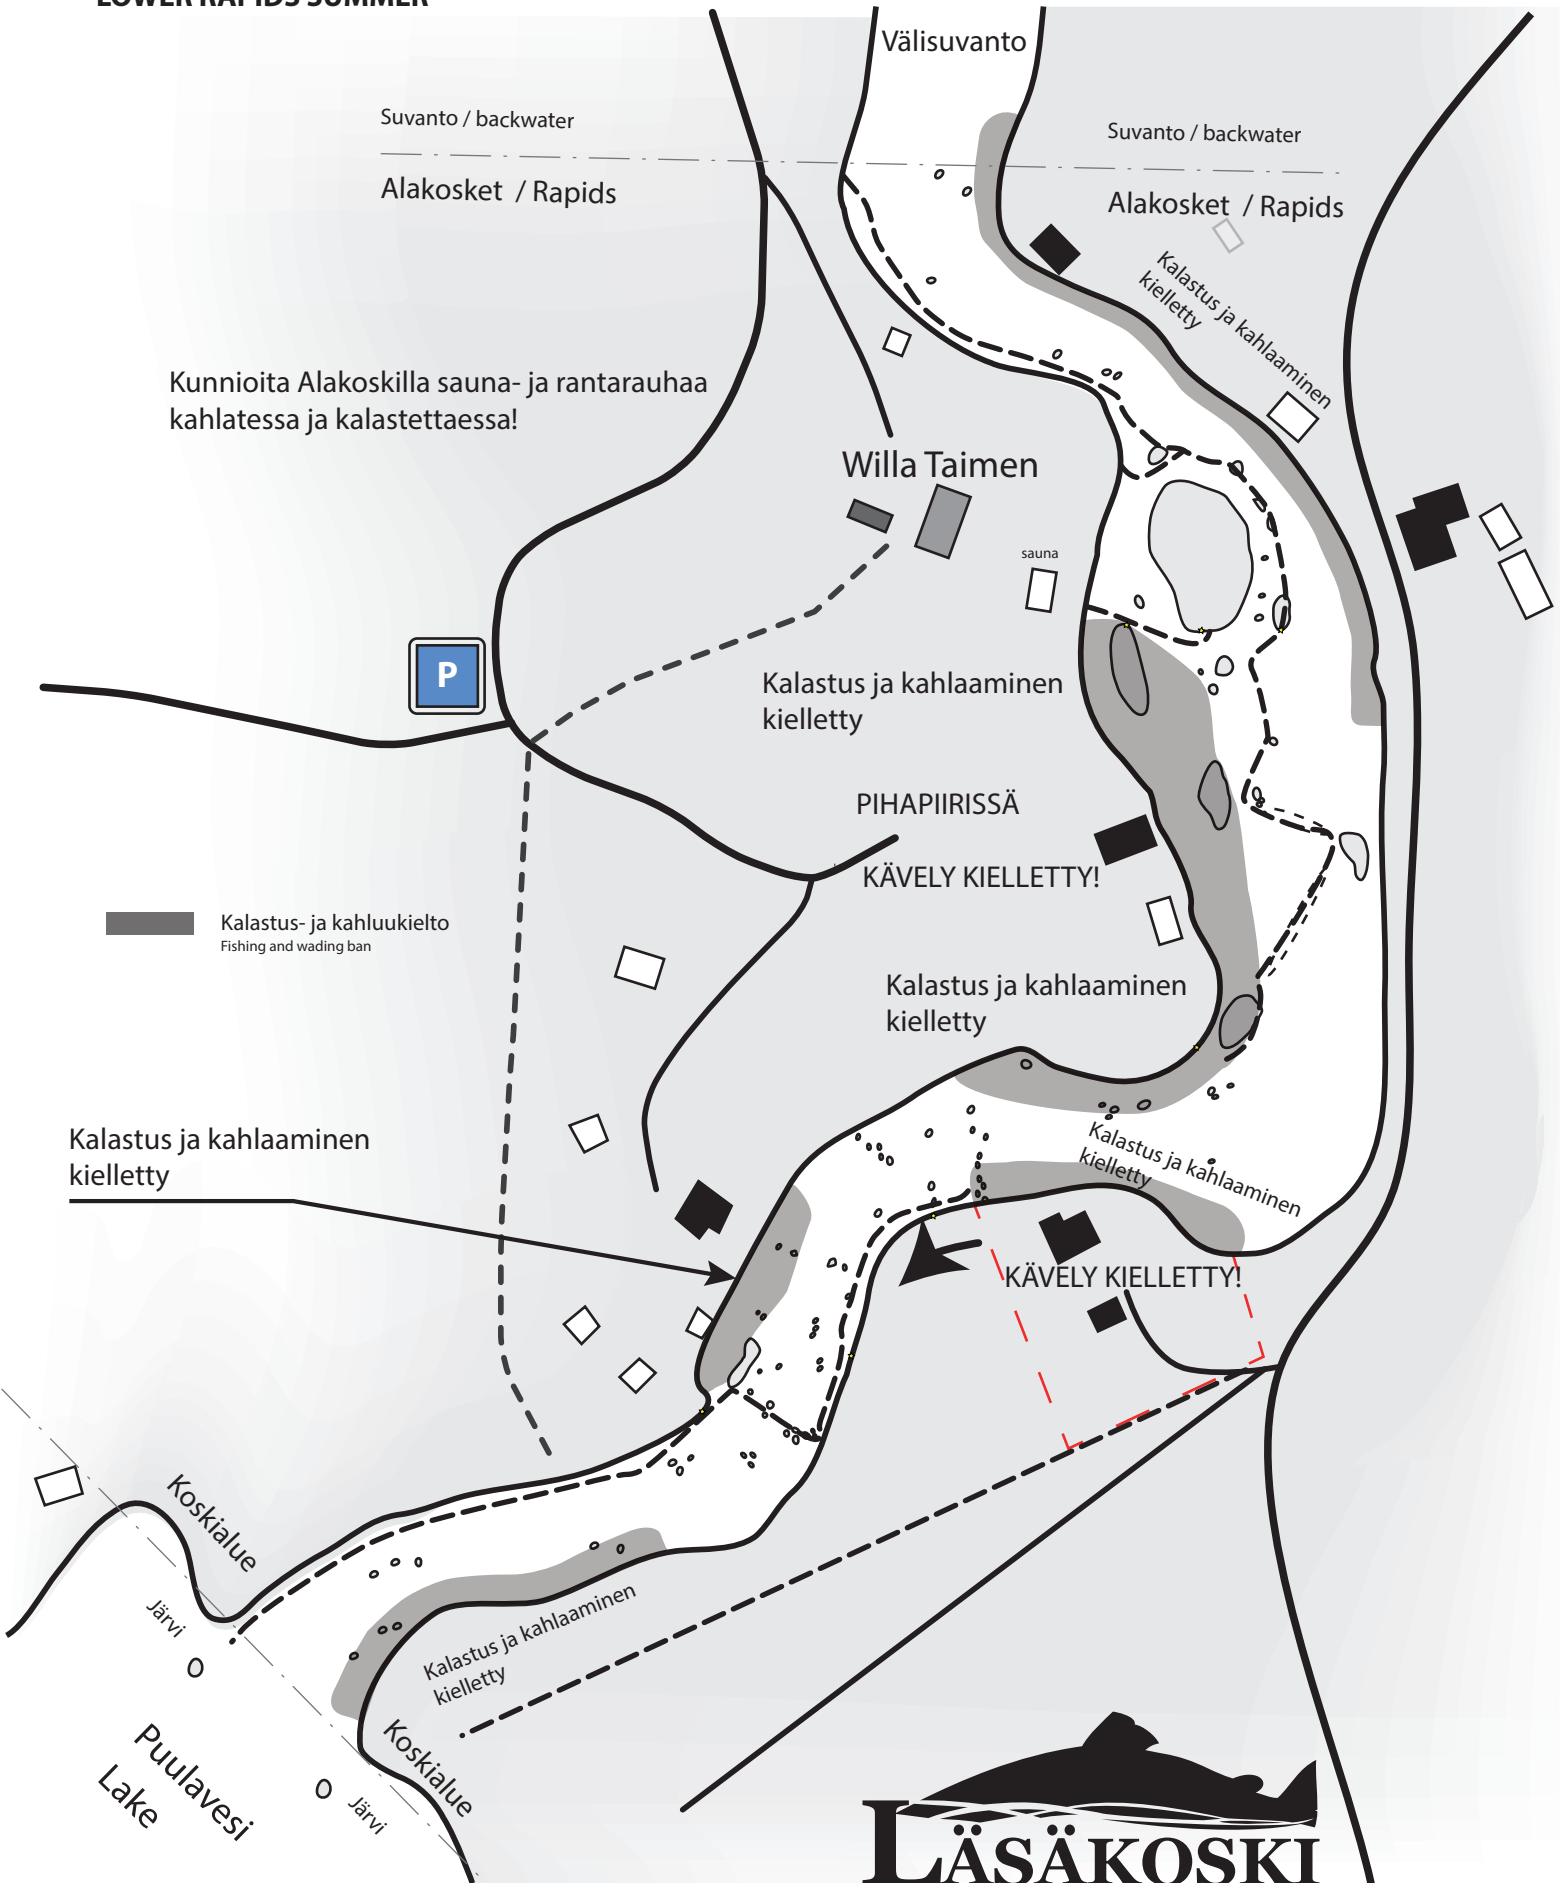 LOWER RAPIDS SUMMER
Välisuvanto
Suvanto / backwater
Alakosket / Rapids
Suvanto / backwater
Alakosket / Rapids
Kalastus ja kahlaaminen
kielletty
Kunnioita Alakoskilla sauna- ja rantarauhaa
kahlatessa ja kalastettaessa!
Willa Taimen
sauna
P
Kalastus ja kahlaaminen
kielletty
PIHAPIIRISSÄ
KÄVELY KIELLETTY!
Kalastus- ja kahluukielto
Fishing and wading ban
Kalastus ja kahlaaminen
kielletty
Kalastus ja kahlaaminen
kielletty
Kalastus ja kahlaaminen
kielletty
KÄVELY KIELLETTY!
Koskialue
Järvi
Kalastus ja kahlaaminen
kielletty
Puulavesi
Lake
Koskialue
Järvi
LÄSÄKOSKI